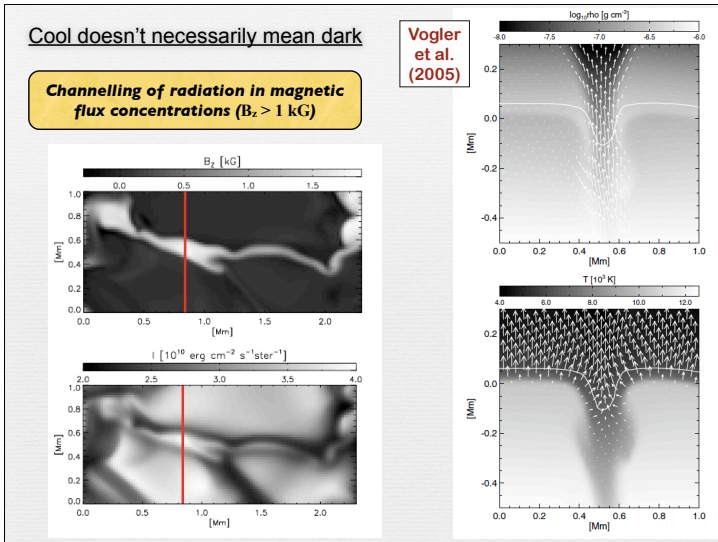 Cool doesn't necessarily mean dark
Vogler
et al.
(2005)
Channelling of radiation in magnetic
flux concentrations (Bz > 1 kG)
Bz [kG]
0.0 0.5 1.0 1.5
1.0
0.8
0.6
0.4
0.2
0.0
[Mm]
0.0 0.5 1.0 1.5 2.0
[Mm]
I [10¹⁰ erg cm⁻² s⁻¹ster⁻¹]
2.0 2.5 3.0 3.5 4.0
1.0
0.8
0.6
0.4
0.2
0.0
[Mm]
0.0 0.5 1.0 1.5 2.0
[Mm]
log₁₀rho [g cm⁻³]
-8.0 -7.5 -7.0 -6.5 -6.0
0.2
0.0
-0.2
-0.4
[Mm]
0.0 0.2 0.4 0.6 0.8 1.0
[Mm]
T [10³ K]
4.0 6.0 8.0 10.0 12.0
0.2
0.0
-0.2
-0.4
[Mm]
0.0 0.2 0.4 0.6 0.8 1.0
[Mm]